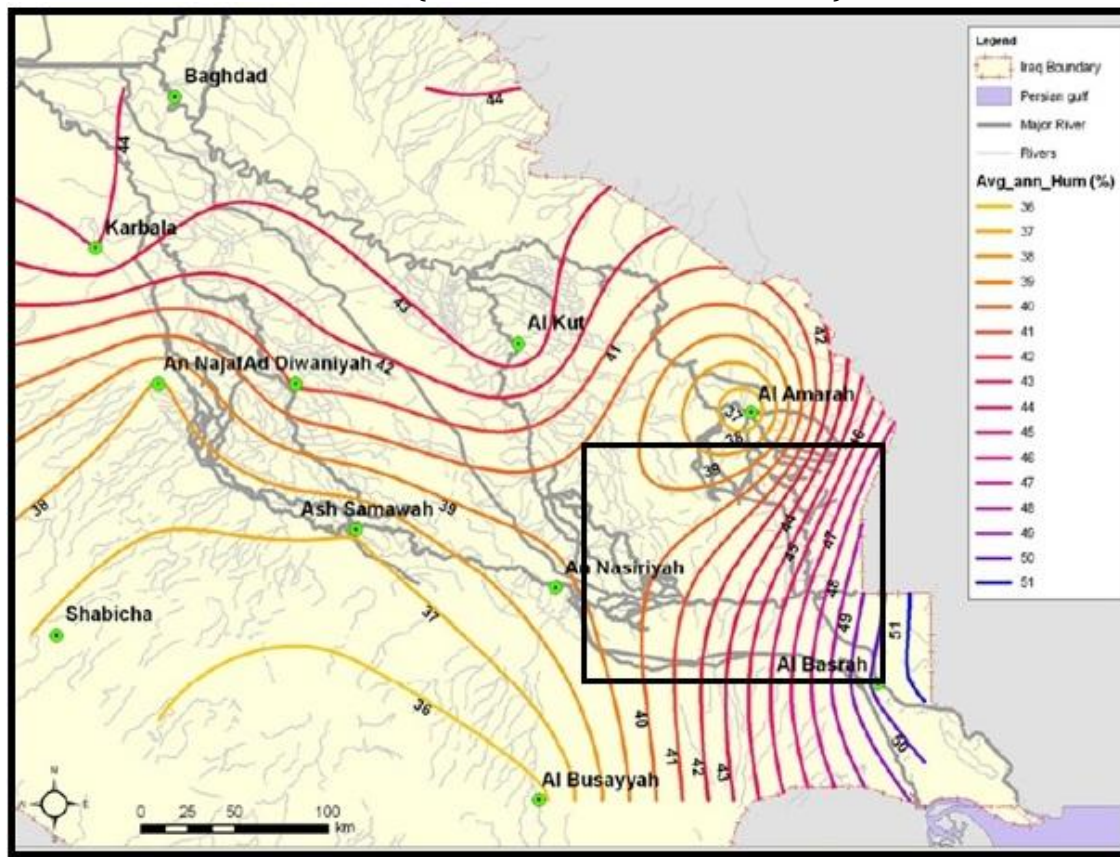 Baghdad
44
44
Karbala
43
Al Kut
42
41
42
An Najaf
Ad Diwaniyah
Al Amarah
37
38
46
39
38
39
Ash Samawah
44
45
47
48
An Nasiriyah
Shabicha
37
49
51
Al Basrah
36
40
41
42
43
50
Al Busayyah
N
E
0 25 50 100
km
Legend
Iraq Boundary
Persian gulf
Major River
Rivers
Avg_ann_Hum (%)
36
37
38
39
40
41
42
43
44
45
46
47
48
49
50
51